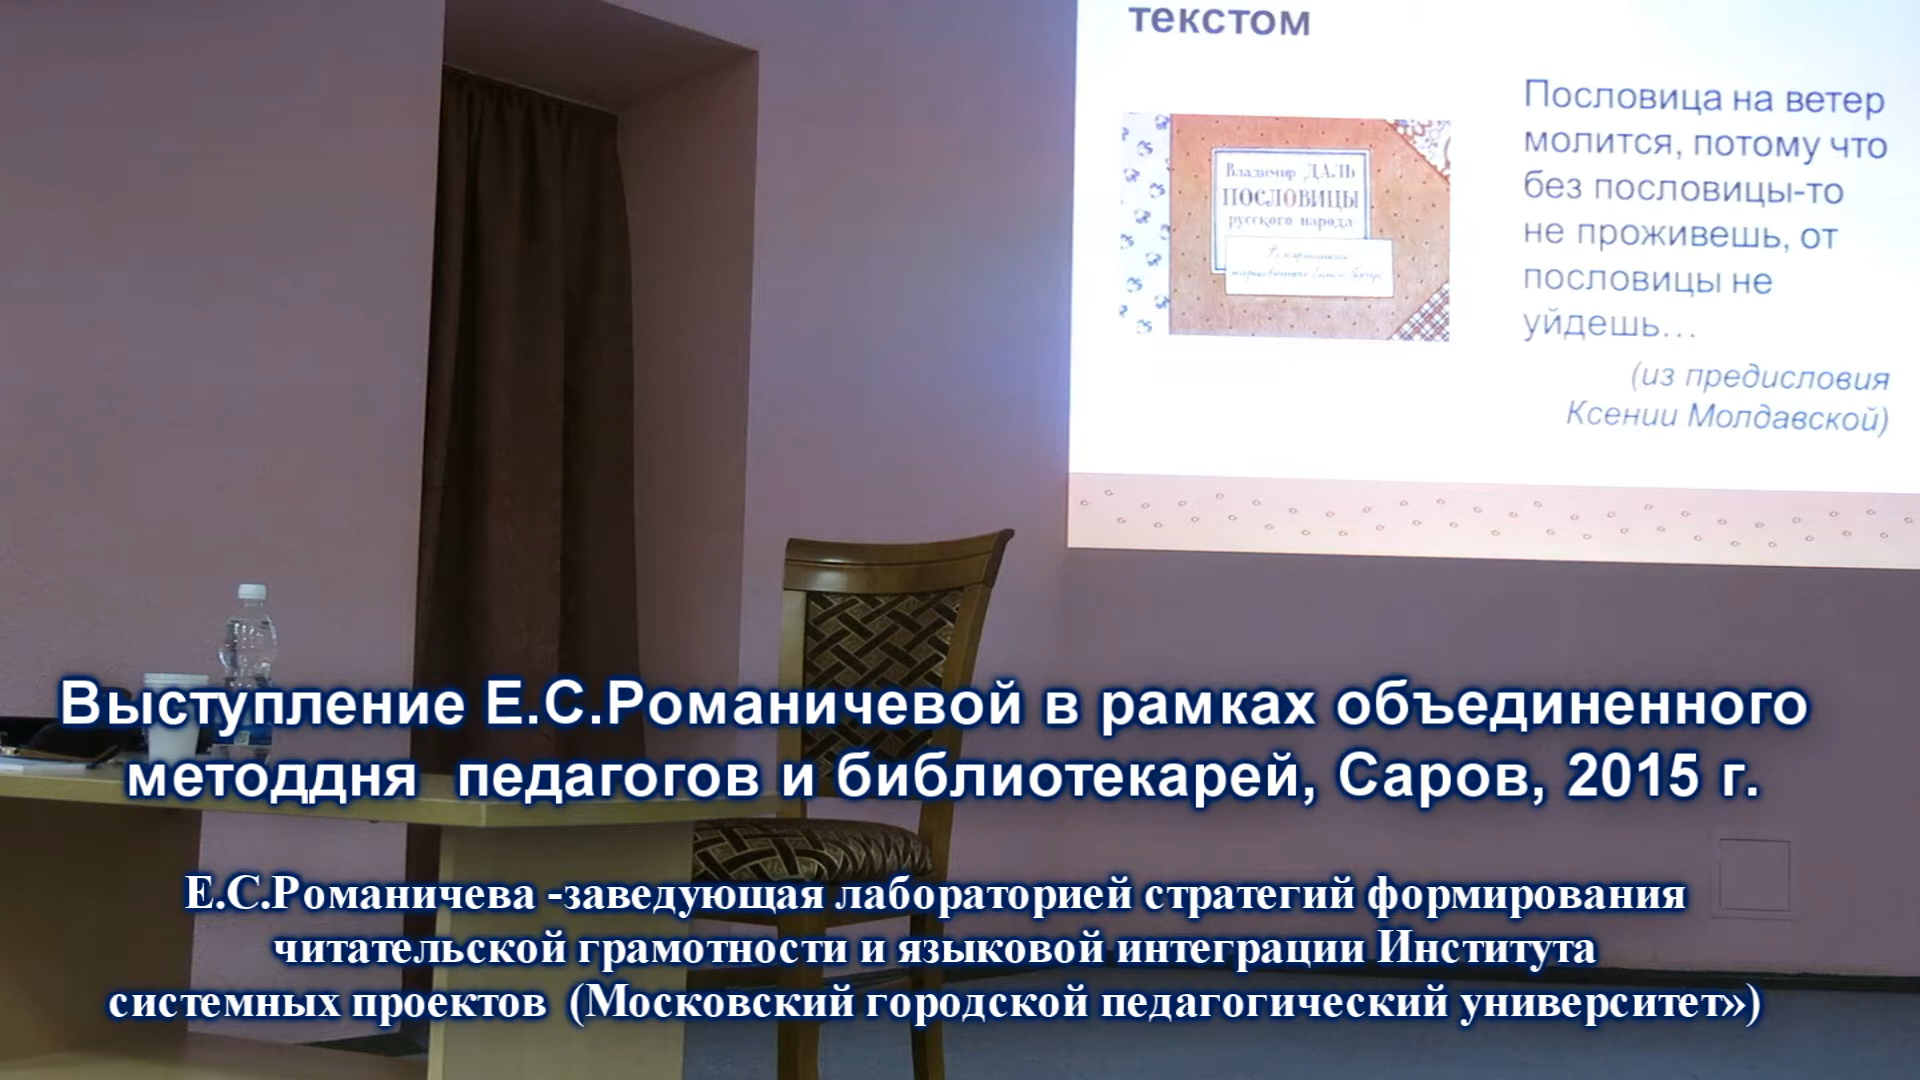 текстом
Владимир ДАЛЬ
ПОСЛОВИЦЫ
русского народа
В картинках
Пословица на ветер
молится, потому что
без пословицы-то
не проживешь, от
пословицы не
уйдешь…
(из предисловия
Ксении Молдавской)
Выступление Е.С.Романичевой в рамках объединенного
методдня педагогов и библиотекарей, Саров, 2015 г.
Е.С.Романичева -заведующая лабораторией стратегий формирования
читательской грамотности и языковой интеграции Института
системных проектов (Московский городской педагогический университет»)